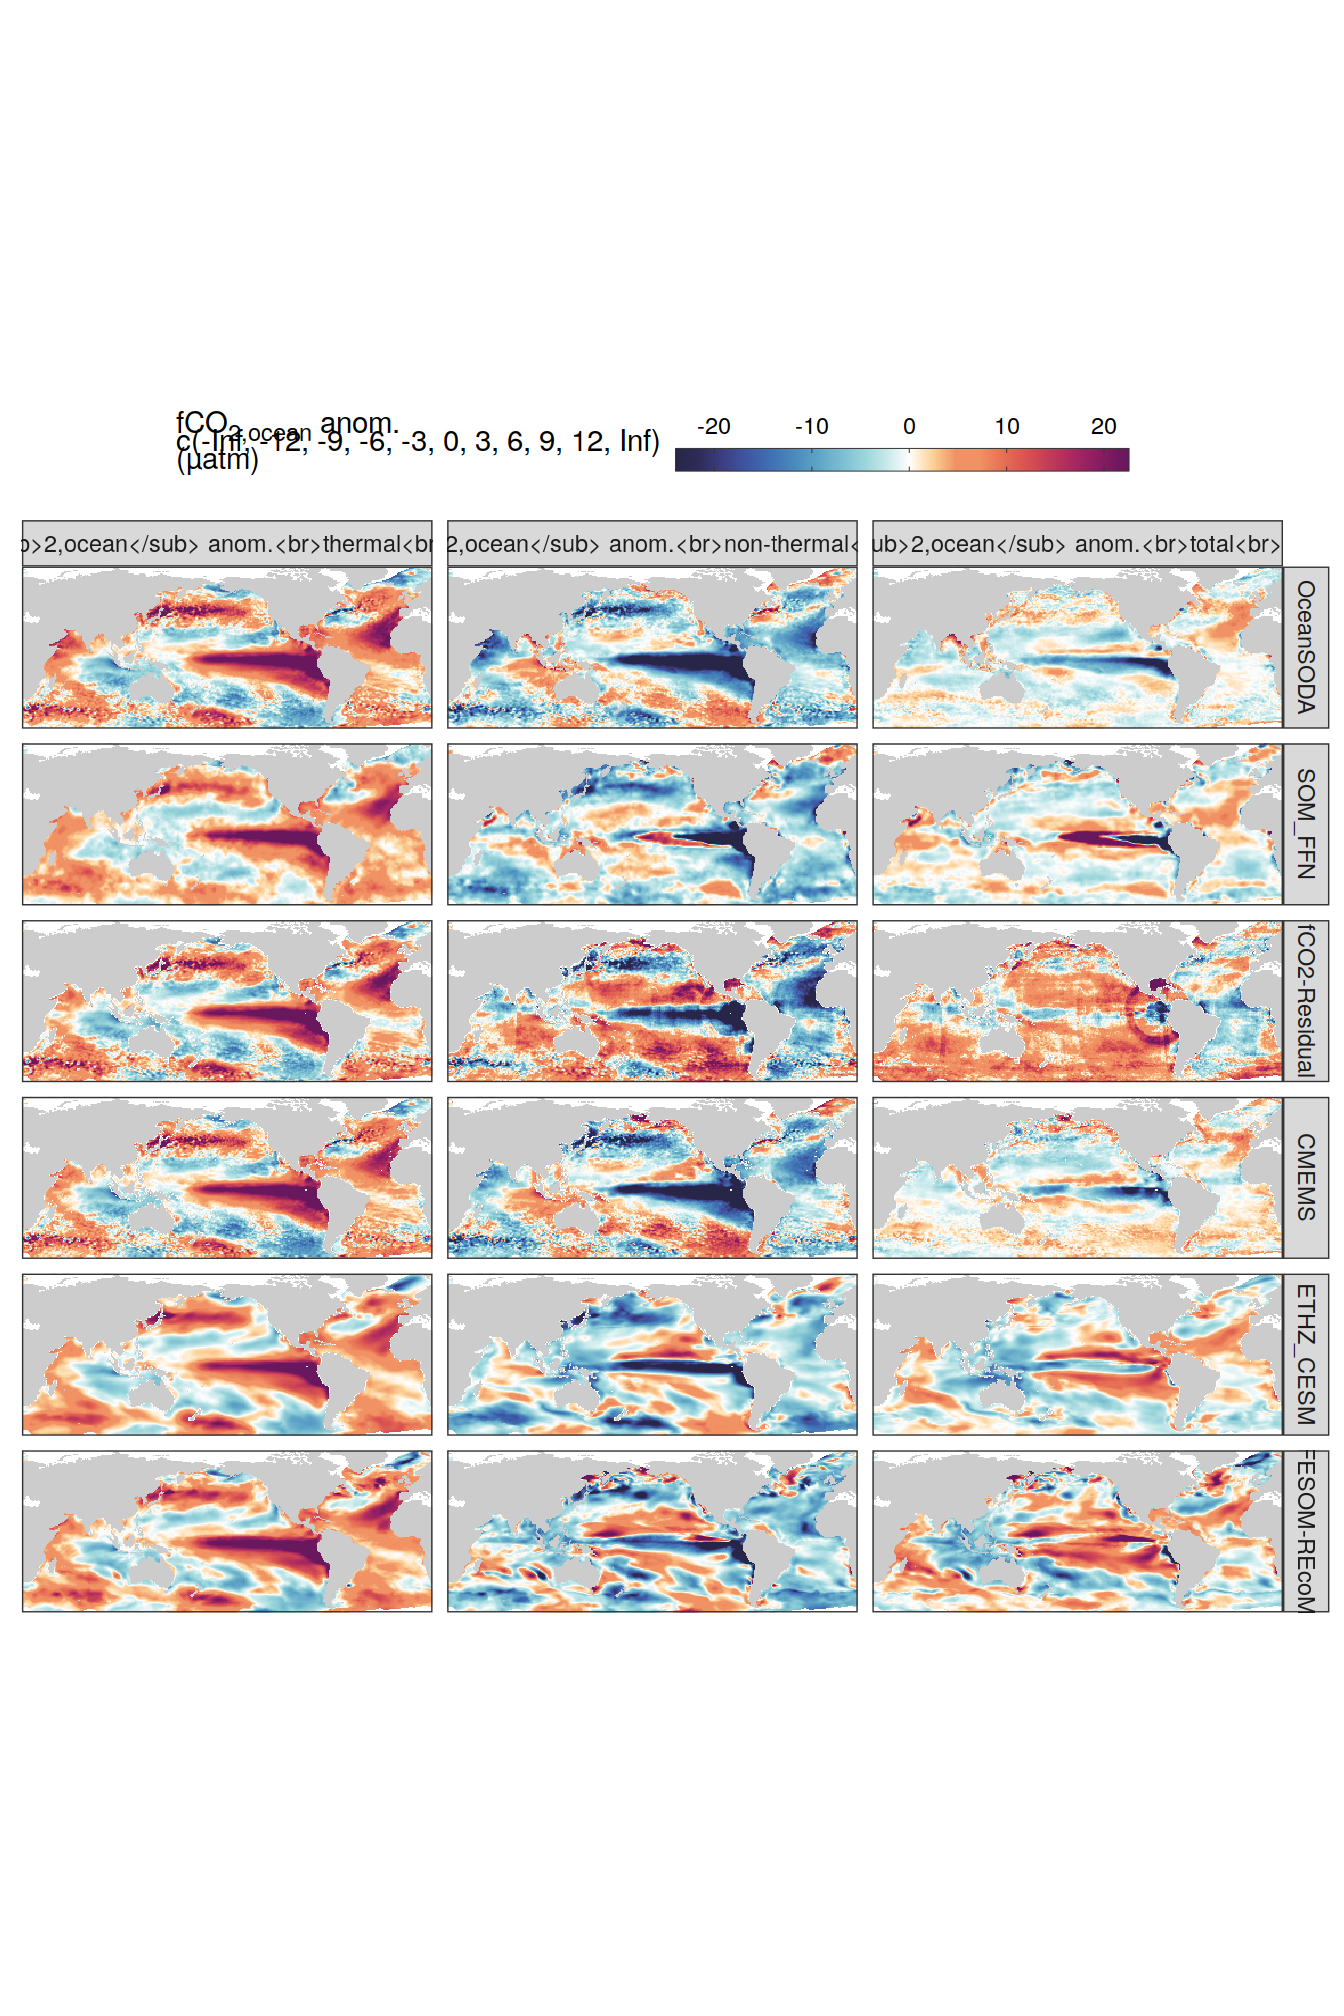 fCO2,ocean anom.
c(-Inf, -12, -9, -6, -3, 0, 3, 6, 9, 12, Inf)
(µatm)
-20 -10 0 10 20
b>2,ocean</sub> anom.<br>thermal<br
2,ocean</sub> anom.<br>non-thermal<
ub>2,ocean</sub> anom.<br>total<br>
OceanSODA
SOM_FFN
fCO2-Residual
CMEMS
ETHZ_CESM
FESOM-REcoM